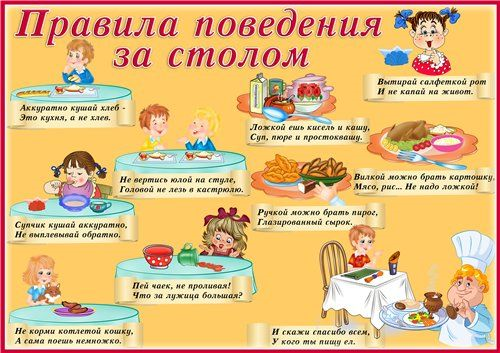 Правила поведения
за столом
Аккуратно кушай хлеб -
Это кухня, а не хлев.
Вытирай салфеткой рот
И не капай на живот.
Ложкой ешь кисель и кашу,
Суп, пюре и простоквашу.
Не вертись юлой на стуле,
Головой не лезь в кастрюлю.
Вилкой можно брать картошку.
Мясо, рис... Не надо ложкой!
Супчик кушай аккуратно,
Не выплевывай обратно.
Ручкой можно брать пирог,
Глазированный сырок.
Пей чаек, не проливая!
Что за лужица большая?
Не корми котлетой кошку,
А сама поешь немножко.
И скажи спасибо всем,
У кого ты пищу ел.